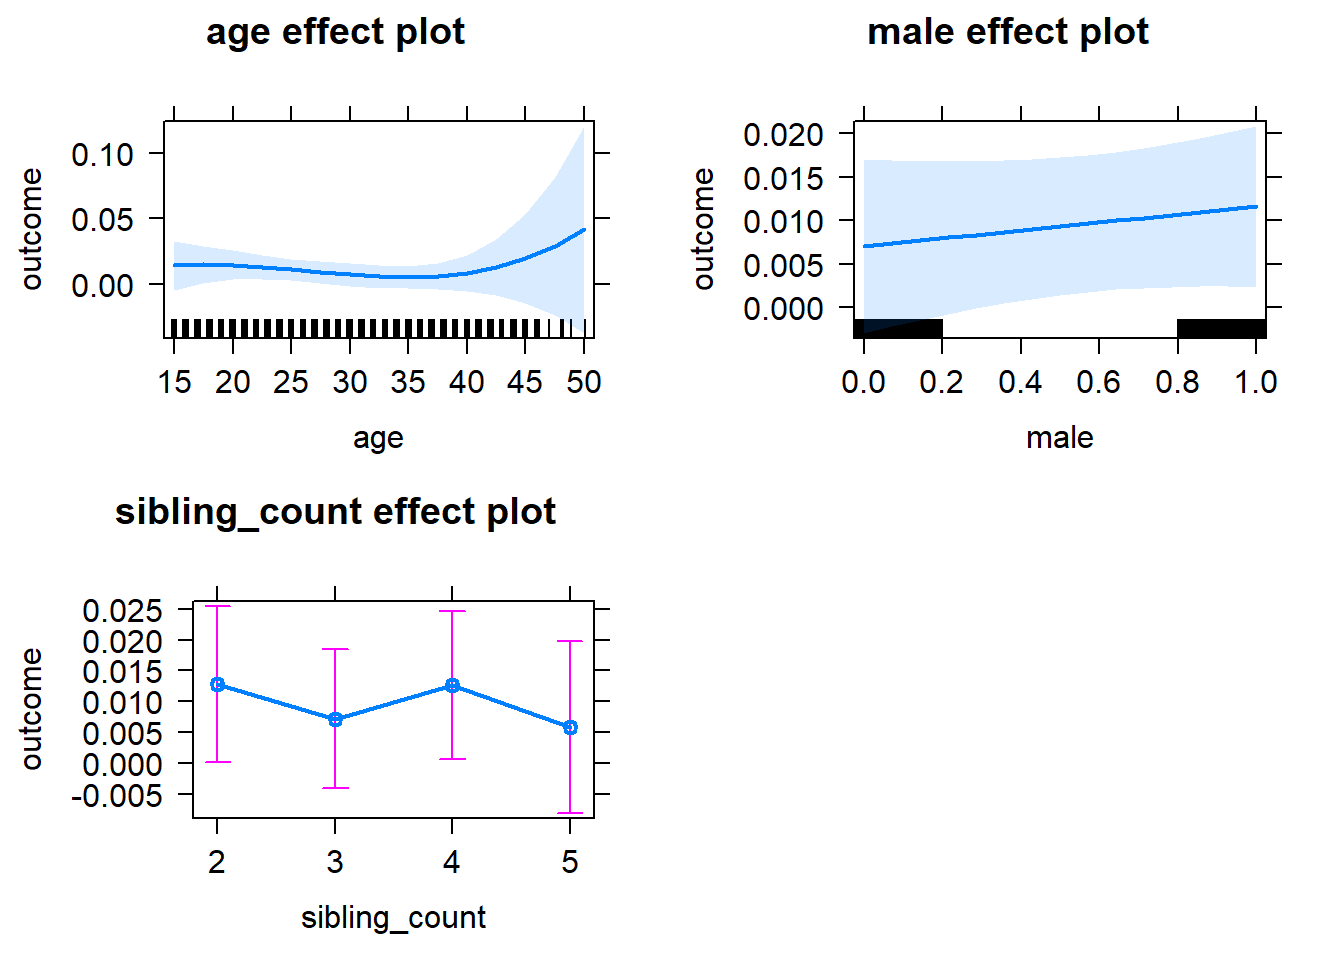 age effect plot
outcome
0.10
0.05
0.00
15 20 25 30 35 40 45 50
age
male effect plot
outcome
0.020
0.015
0.010
0.005
0.000
0.0 0.2 0.4 0.6 0.8 1.0
male
sibling_count effect plot
outcome
0.025
0.020
0.015
0.010
0.005
0.000
-0.005
2 3 4 5
sibling_count